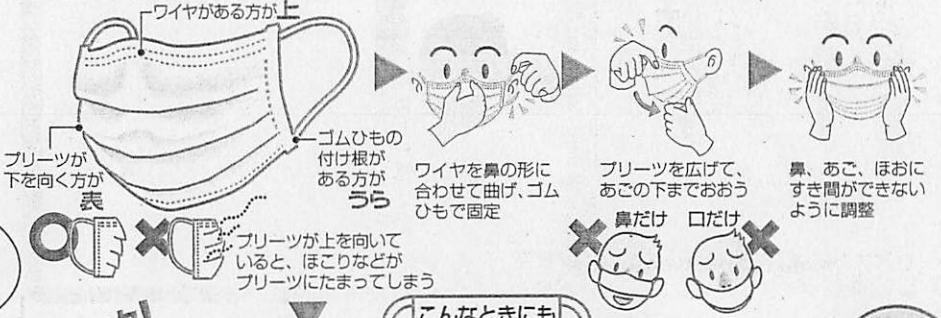 ワイヤがある方が上
プリーツが
下を向く方が
表
ゴムひもの
付け根が
ある方が
うら
プリーツが上を向いて
いると、ほこりなどが
プリーツにたまってしまう
ワイヤを鼻の形に
合わせて曲げ、ゴム
ひもで固定
プリーツを広げて、
あごの下までおおう
鼻だけ 口だけ
鼻、あご、ほおに
すき間ができない
ように調整
こんなときにも